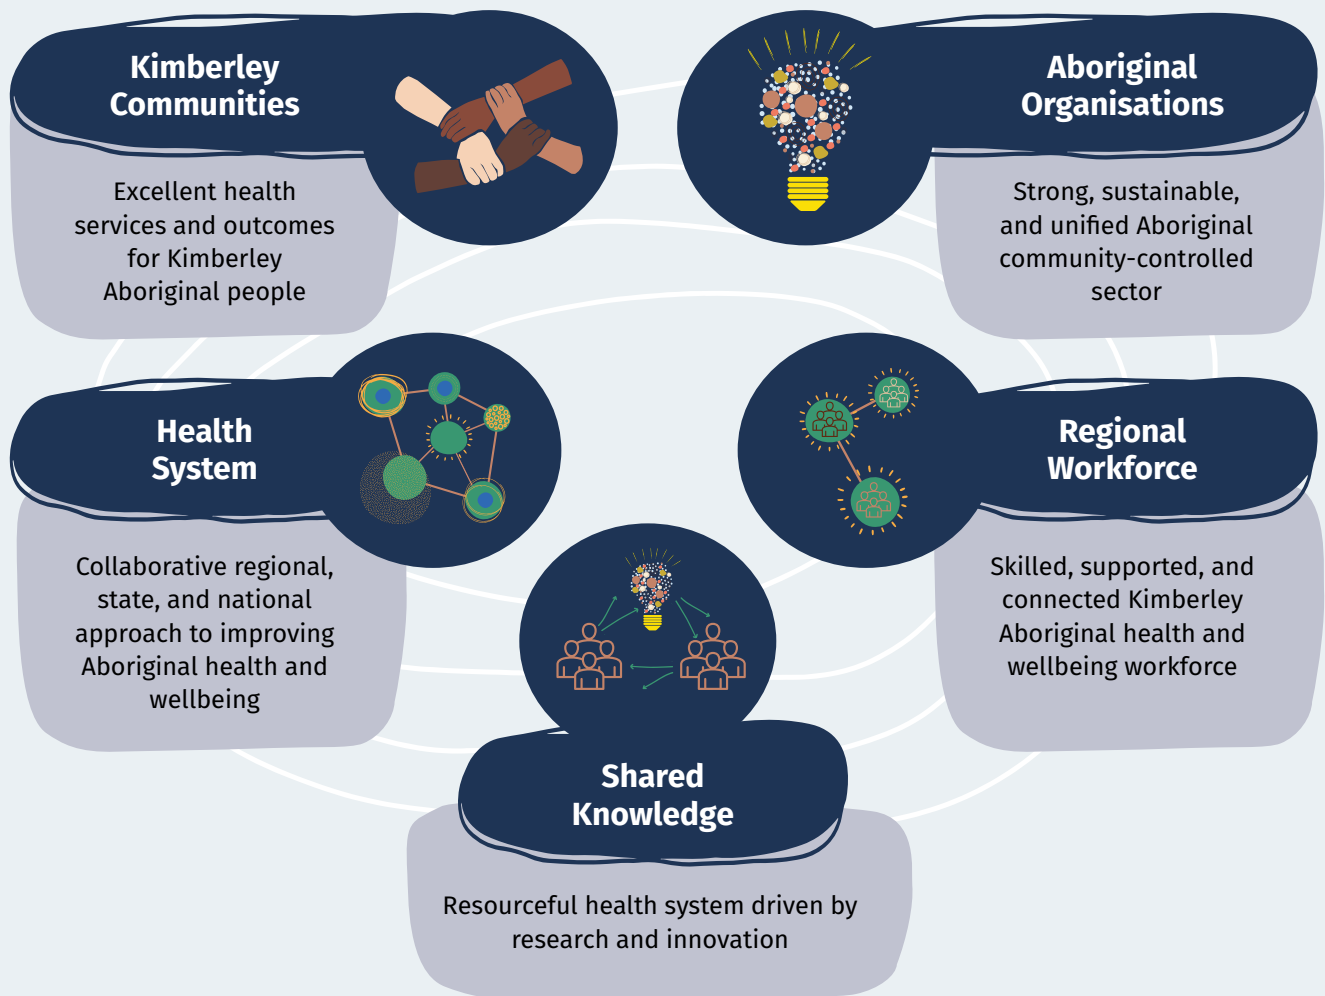 Kimberley
Communities
Excellent health
services and outcomes
for Kimberley
Aboriginal people
Aboriginal
Organisations
Strong, sustainable,
and unified Aboriginal
community-controlled
sector
Health
System
Collaborative regional,
state, and national
approach to improving
Aboriginal health and
wellbeing
Regional
Workforce
Skilled, supported, and
connected Kimberley
Aboriginal health and
wellbeing workforce
Shared
Knowledge
Resourceful health system driven by
research and innovation